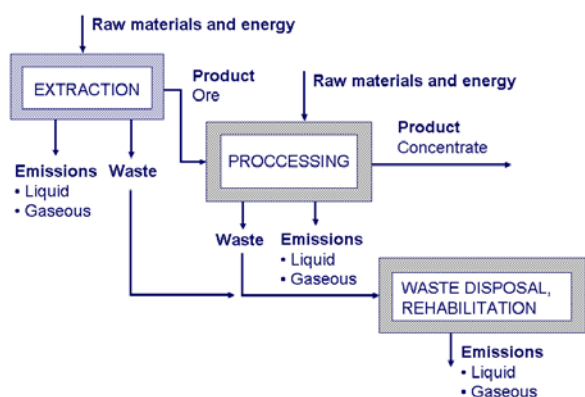 Raw materials and energy
EXTRACTION
Product
Ore
Raw materials and energy
Emissions
• Liquid
• Gaseous
Waste
PROCCESSING
Product
Concentrate
Waste
Emissions
• Liquid
• Gaseous
WASTE DISPOSAL,
REHABILITATION
Emissions
• Liquid
• Gaseous